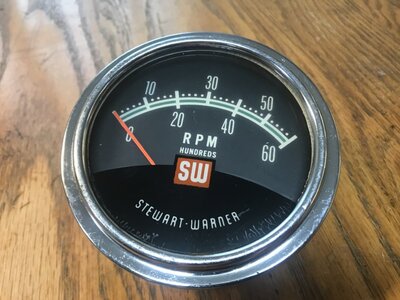 10 30 50
0 20 40 60
RPM
HUNDREDS
SW
STEWART-WARNER